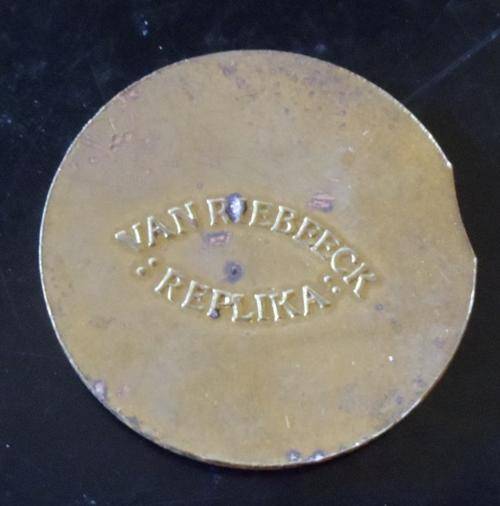 VAN RIEBEECK
: REPLIKA :